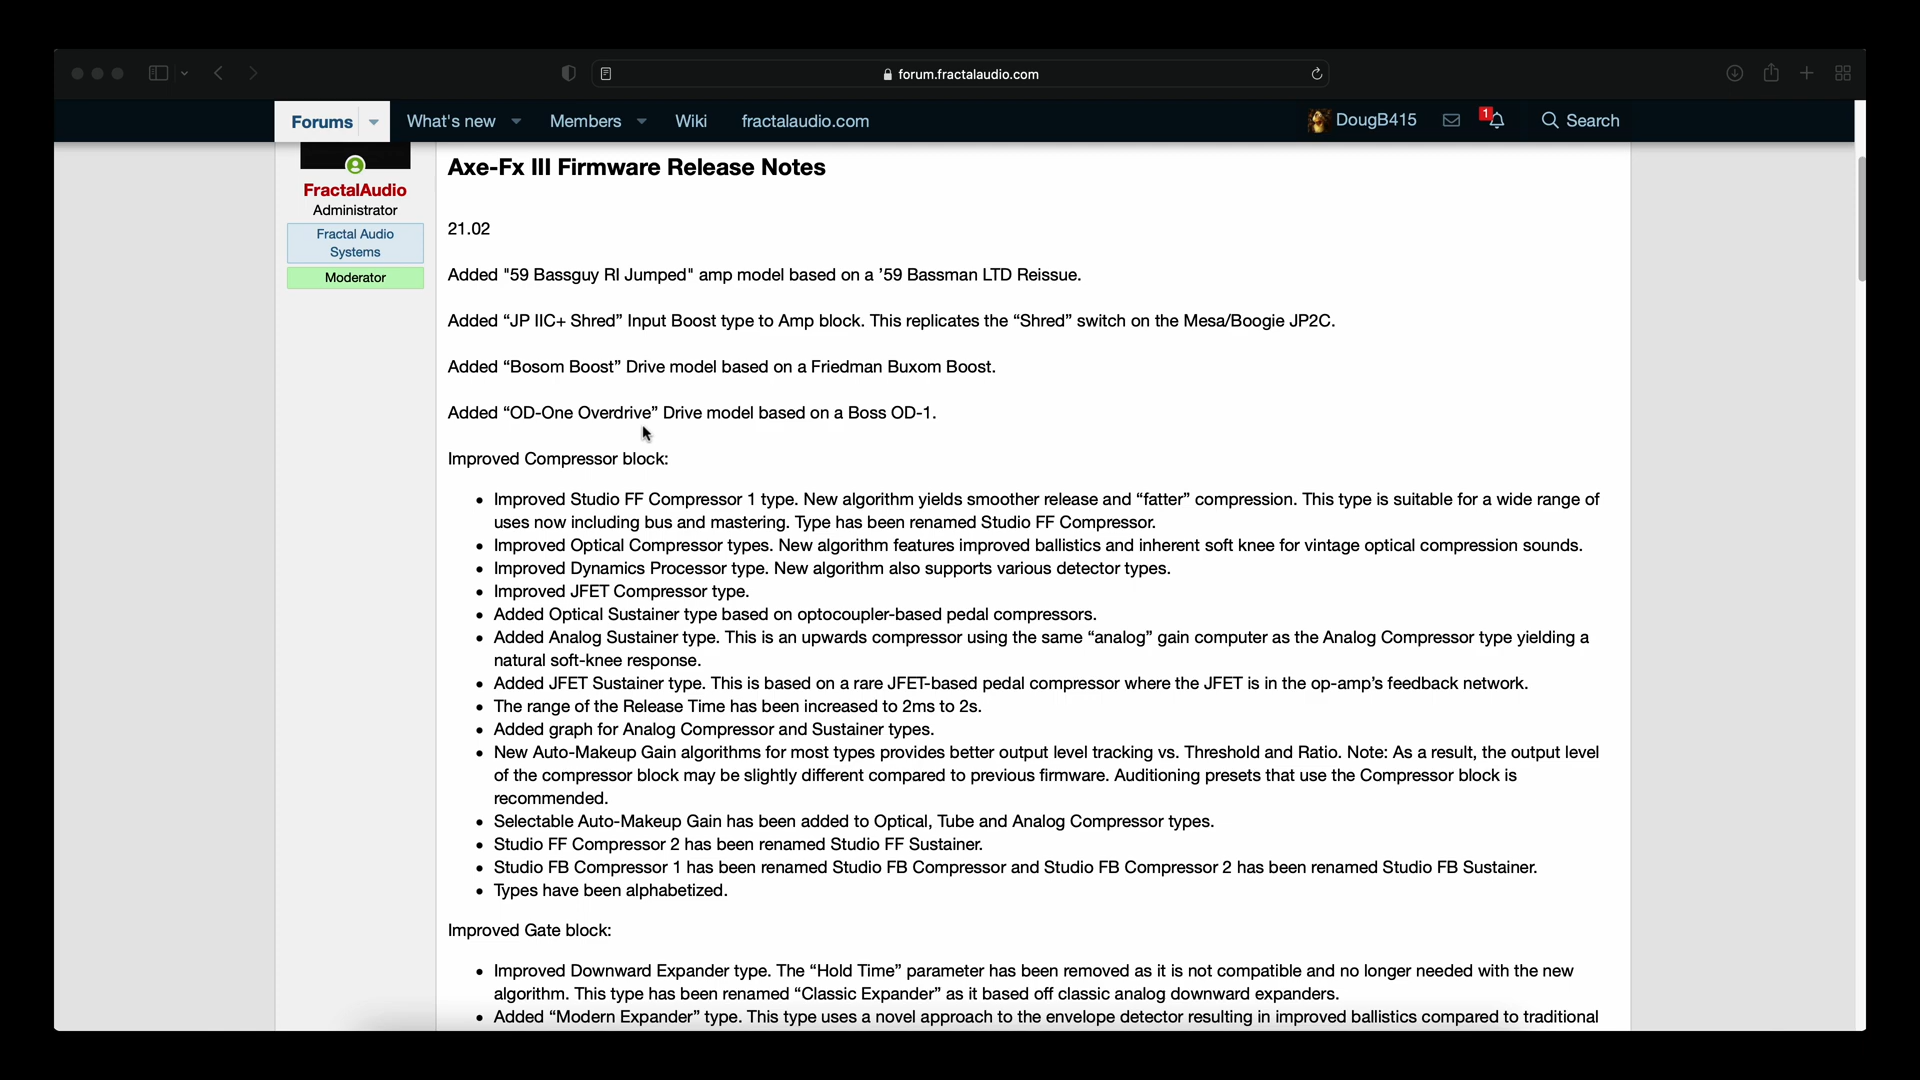 forum.fractalaudio.com
Forums What's new Members Wiki fractalaudio.com DougB415 1 Search
FractalAudio
Administrator
Fractal Audio
Systems
Moderator
Axe-Fx III Firmware Release Notes
21.02
Added "59 Bassguy RI Jumped" amp model based on a ’59 Bassman LTD Reissue.
Added “JP IIC+ Shred” Input Boost type to Amp block. This replicates the “Shred” switch on the Mesa/Boogie JP2C.
Added “Bosom Boost” Drive model based on a Friedman Buxom Boost.
Added “OD-One Overdrive” Drive model based on a Boss OD-1.
Improved Compressor block:
• Improved Studio FF Compressor 1 type. New algorithm yields smoother release and “fatter” compression. This type is suitable for a wide range of
uses now including bus and mastering. Type has been renamed Studio FF Compressor.
• Improved Optical Compressor types. New algorithm features improved ballistics and inherent soft knee for vintage optical compression sounds.
• Improved Dynamics Processor type. New algorithm also supports various detector types.
• Improved JFET Compressor type.
• Added Optical Sustainer type based on optocoupler-based pedal compressors.
• Added Analog Sustainer type. This is an upwards compressor using the same “analog” gain computer as the Analog Compressor type yielding a
natural soft-knee response.
• Added JFET Sustainer type. This is based on a rare JFET-based pedal compressor where the JFET is in the op-amp’s feedback network.
• The range of the Release Time has been increased to 2ms to 2s.
• Added graph for Analog Compressor and Sustainer types.
• New Auto-Makeup Gain algorithms for most types provides better output level tracking vs. Threshold and Ratio. Note: As a result, the output level
of the compressor block may be slightly different compared to previous firmware. Auditioning presets that use the Compressor block is
recommended.
• Selectable Auto-Makeup Gain has been added to Optical, Tube and Analog Compressor types.
• Studio FF Compressor 2 has been renamed Studio FF Sustainer.
• Studio FB Compressor 1 has been renamed Studio FB Compressor and Studio FB Compressor 2 has been renamed Studio FB Sustainer.
• Types have been alphabetized.
Improved Gate block:
• Improved Downward Expander type. The “Hold Time” parameter has been removed as it is not compatible and no longer needed with the new
algorithm. This type has been renamed “Classic Expander” as it based off classic analog downward expanders.
• Added “Modern Expander” type. This type uses a novel approach to the envelope detector resulting in improved ballistics compared to traditional